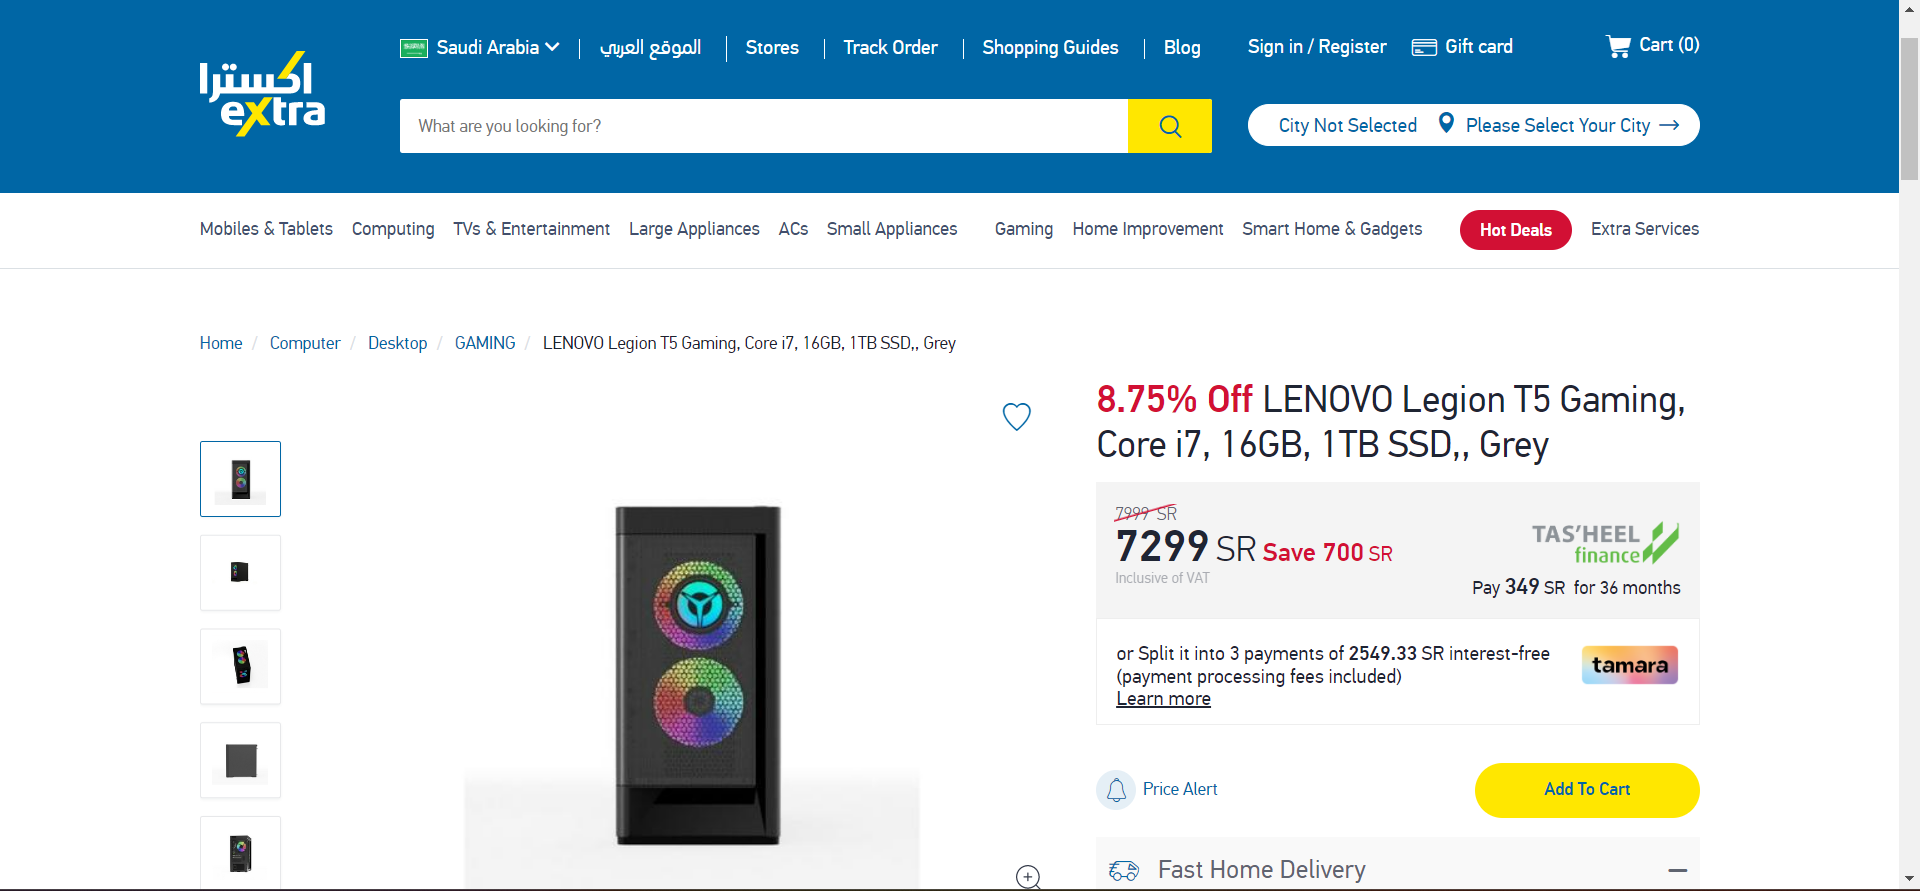 اكسترا
extra
Saudi Arabia
الموقع العربي
Stores
Track Order
Shopping Guides
Blog
Sign in / Register
Gift card
Cart (0)
What are you looking for?
City Not Selected
Please Select Your City
Mobiles & Tablets
Computing
TVs & Entertainment
Large Appliances
ACs
Small Appliances
Gaming
Home Improvement
Smart Home & Gadgets
Hot Deals
Extra Services
Home / Computer / Desktop / GAMING / LENOVO Legion T5 Gaming, Core i7, 16GB, 1TB SSD,, Grey
8.75% Off LENOVO Legion T5 Gaming,
Core i7, 16GB, 1TB SSD,, Grey
7999 SR
7299 SR Save 700 SR
Inclusive of VAT
TAS'HEEL
finance
Pay 349 SR for 36 months
or Split it into 3 payments of 2549.33 SR interest-free
(payment processing fees included)
Learn more
tamara
Price Alert
Add To Cart
Fast Home Delivery